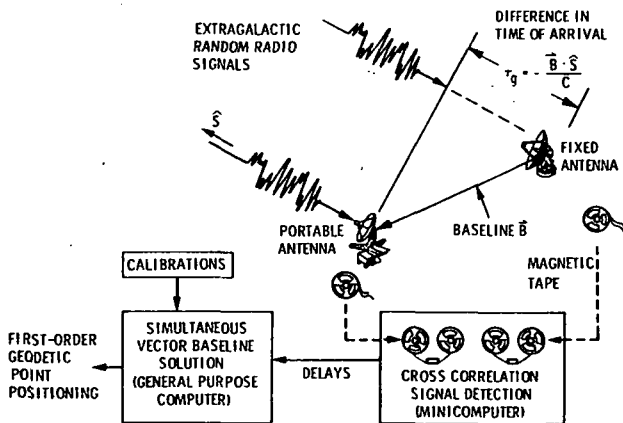 EXTRAGALACTIC
RANDOM RADIO
SIGNALS
DIFFERENCE IN
TIME OF ARRIVAL
τg = - B⃗ · Ŝ / C
Ŝ
FIXED
ANTENNA
PORTABLE
ANTENNA
BASELINE B⃗
MAGNETIC
TAPE
CALIBRATIONS
SIMULTANEOUS
VECTOR BASELINE
SOLUTION
(GENERAL PURPOSE
COMPUTER)
FIRST-ORDER
GEODETIC
POINT
POSITIONING
DELAYS
CROSS CORRELATION
SIGNAL DETECTION
(MINICOMPUTER)